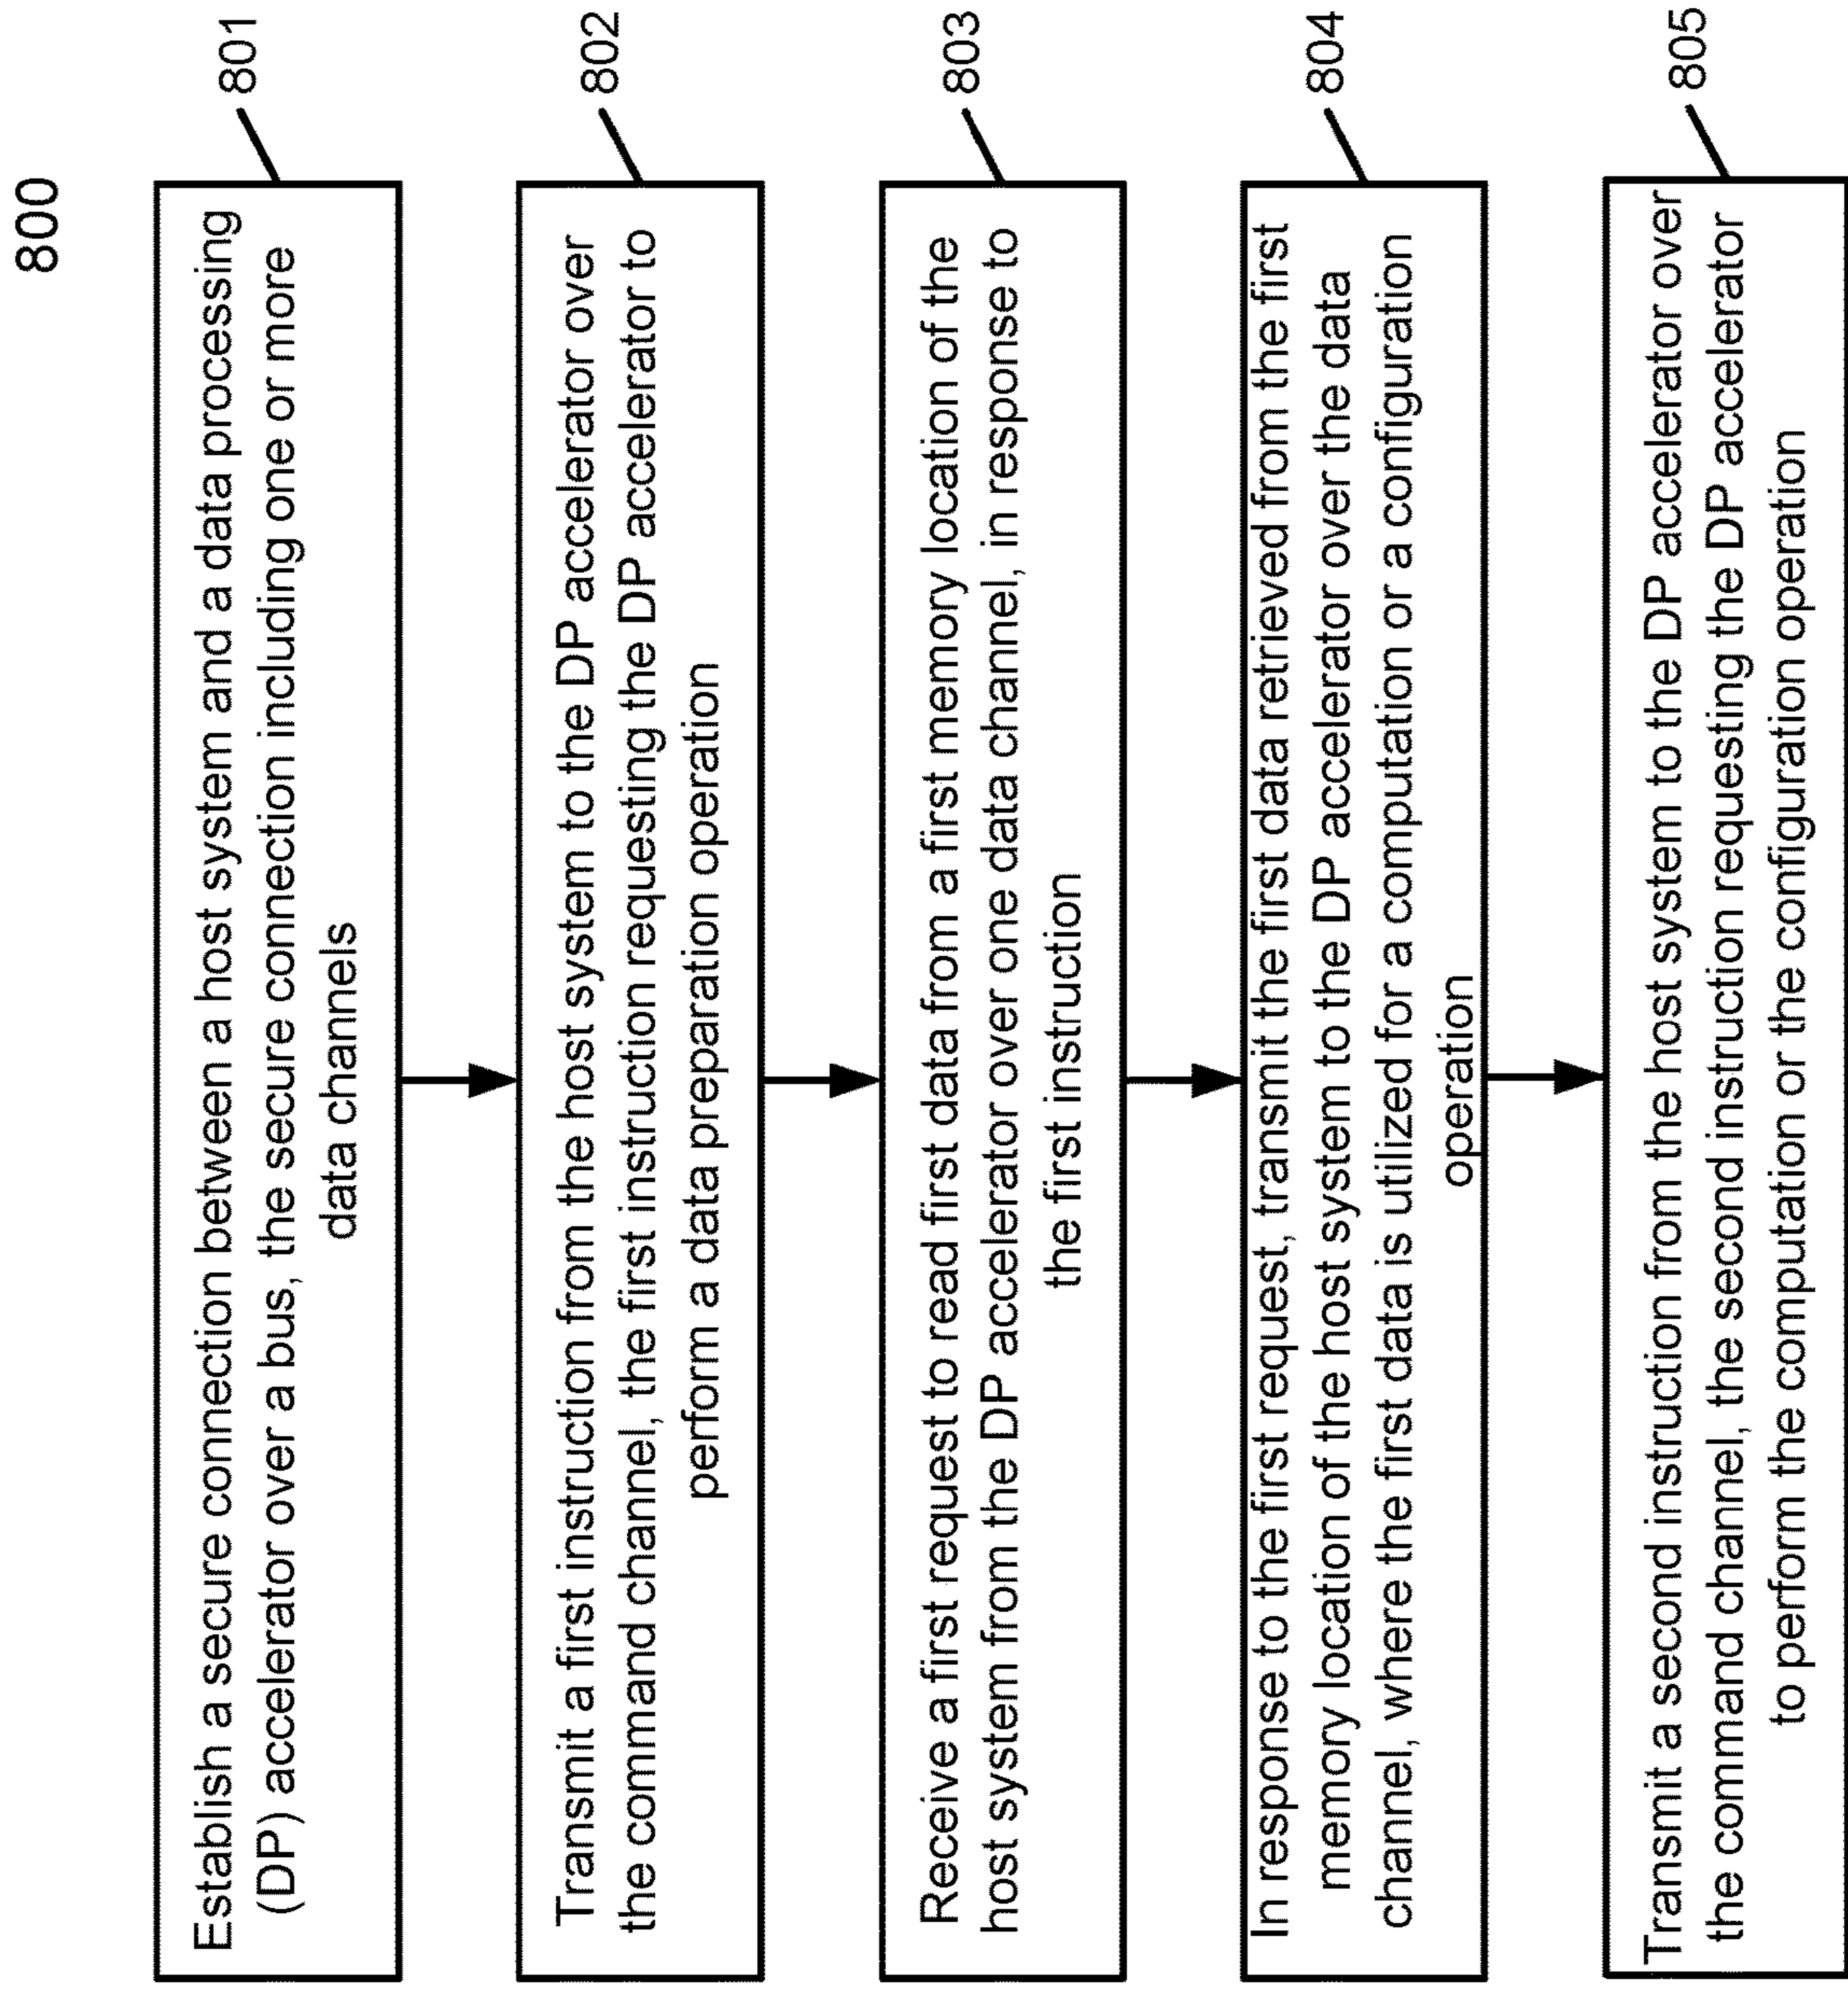 800
Establish a secure connection between a host system and a data processing
(DP) accelerator over a bus, the secure connection including one or more
data channels
801
Transmit a first instruction from the host system to the DP accelerator over
the command channel, the first instruction requesting the DP accelerator to
perform a data preparation operation
802
Receive a first request to read first data from a first memory location of the
host system from the DP accelerator over one data channel, in response to
the first instruction
803
In response to the first request, transmit the first data retrieved from the first
memory location of the host system to the DP accelerator over the data
channel, where the first data is utilized for a computation or a configuration
operation
804
Transmit a second instruction from the host system to the DP accelerator over
the command channel, the second instruction requesting the DP accelerator
to perform the computation or the configuration operation
805